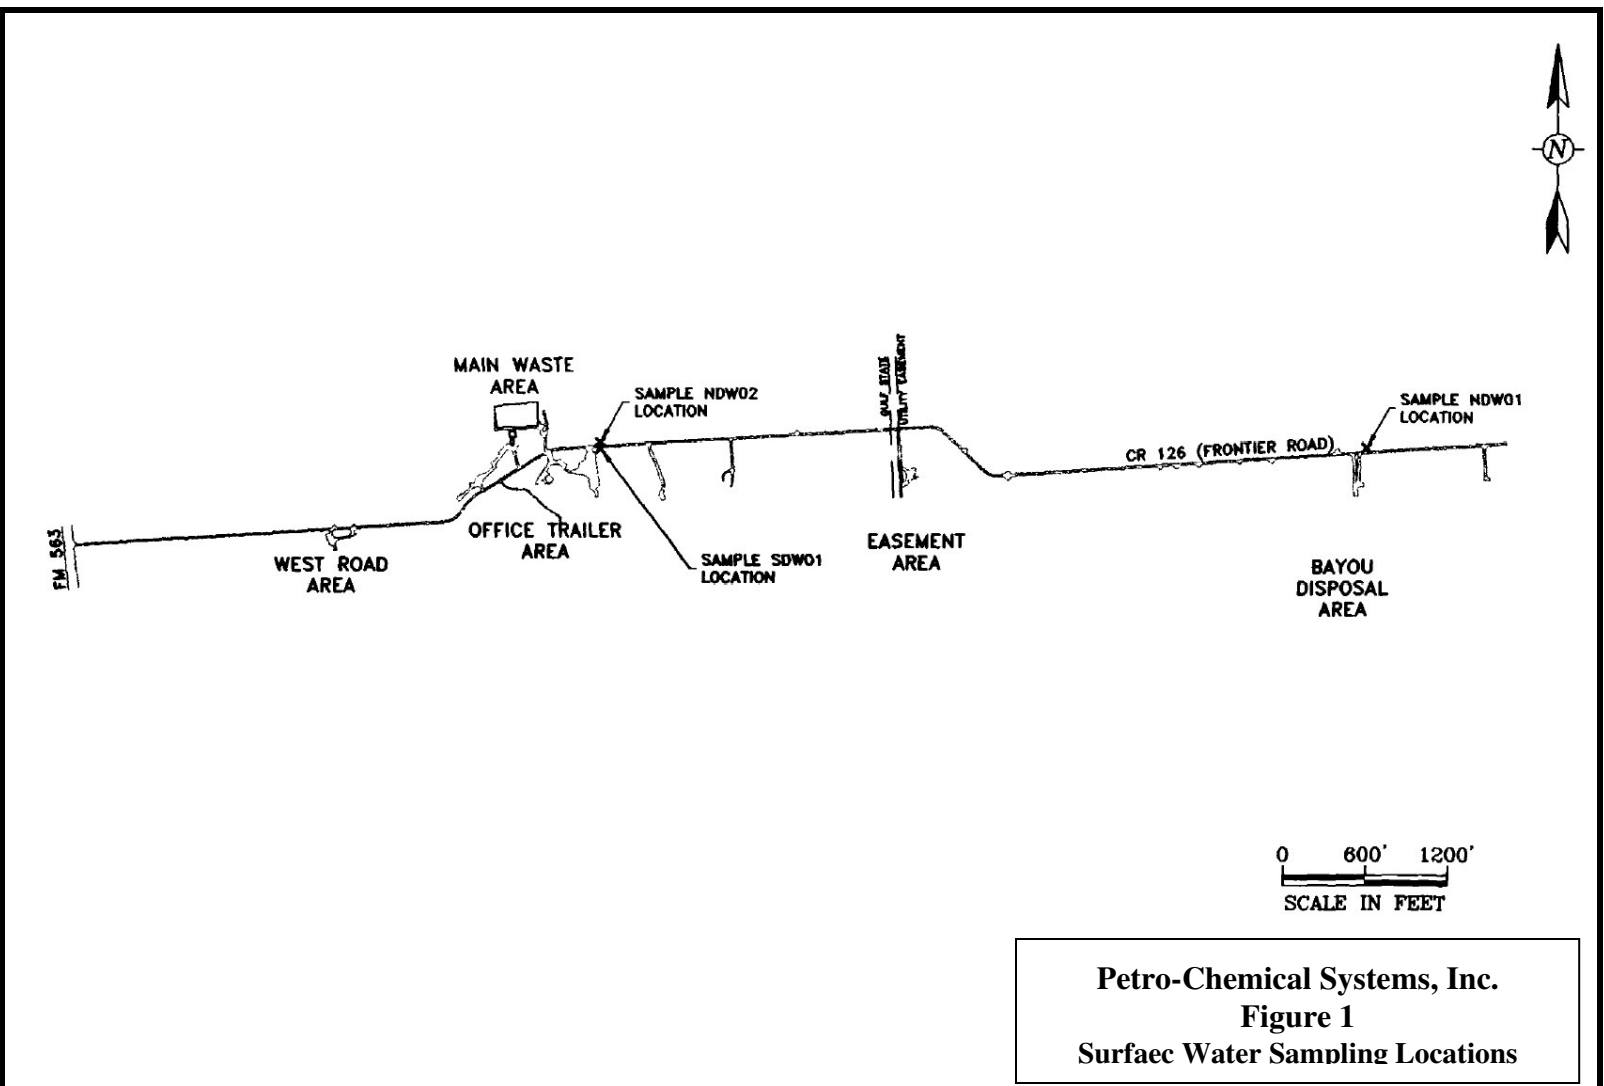 N
MAIN WASTE
AREA
SAMPLE NDW02
LOCATION
GULF STATE
UTILITY EASEMENT
SAMPLE NDW01
LOCATION
CR 126 (FRONTIER ROAD)
FM 563
WEST ROAD
AREA
OFFICE TRAILER
AREA
SAMPLE SDW01
LOCATION
EASEMENT
AREA
BAYOU
DISPOSAL
AREA
0 600' 1200'
SCALE IN FEET
Petro-Chemical Systems, Inc.
Figure 1
Surfaec Water Sampling Locations